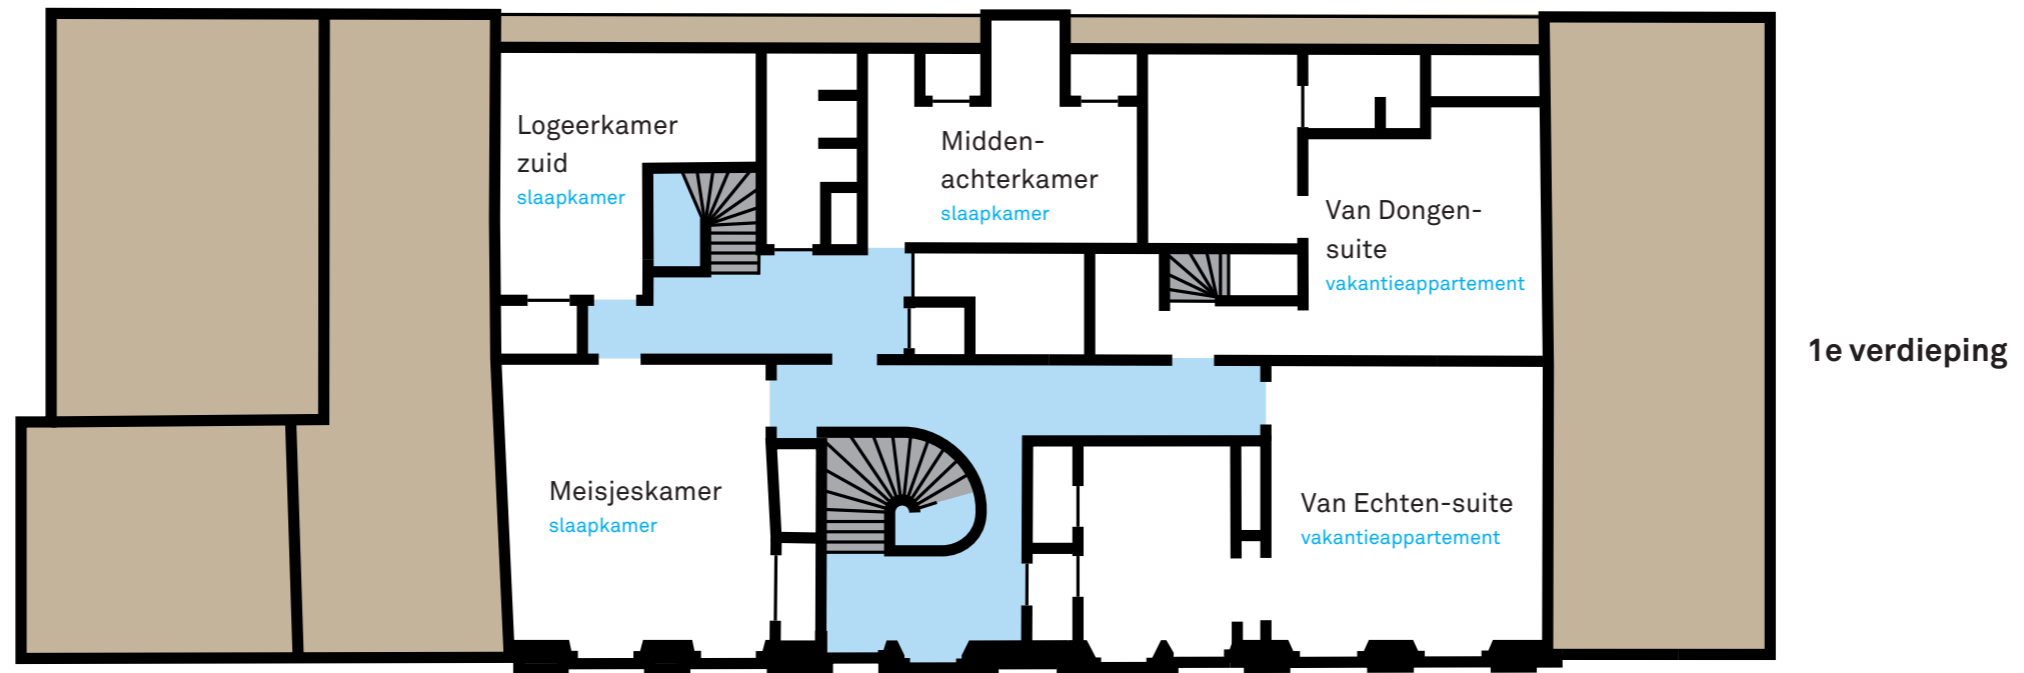 Logeerkamer
zuid
slaapkamer
Midden-
achterkamer
slaapkamer
Van Dongen-
suite
vakantieappartement
1e verdieping
Meisjeskamer
slaapkamer
Van Echten-suite
vakantieappartement